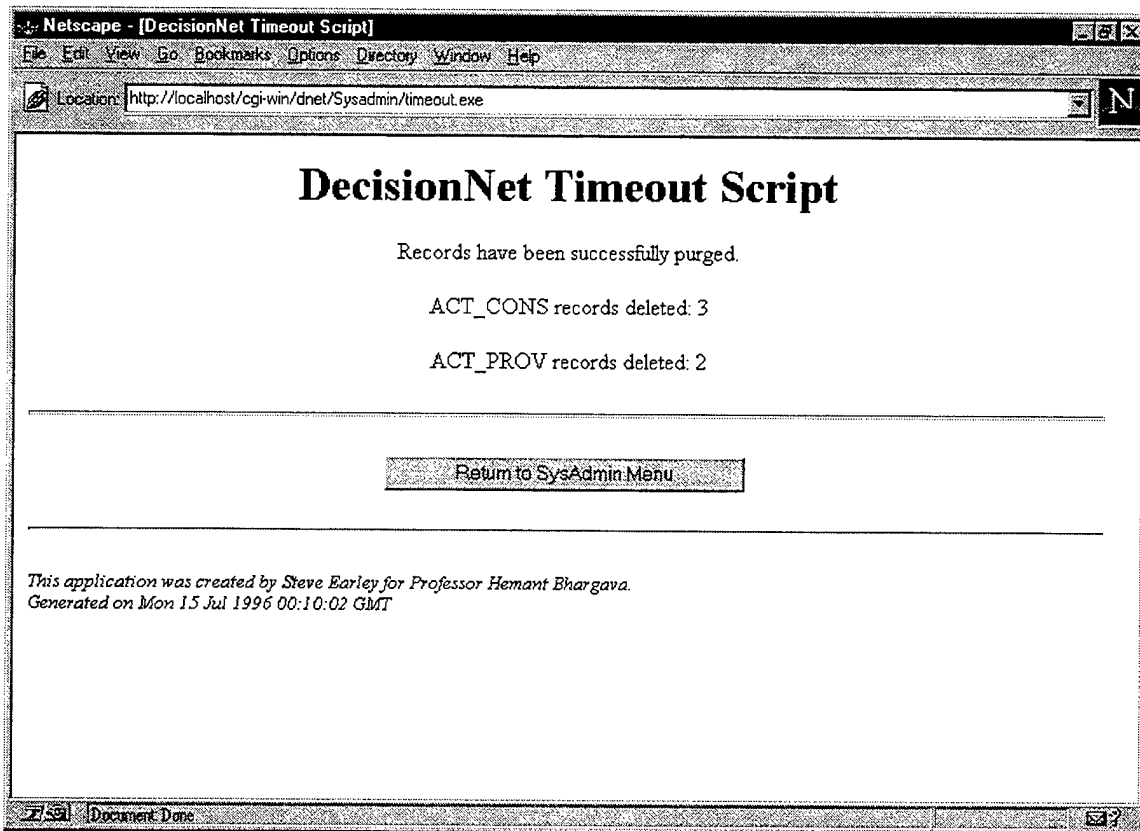 Netscape - [DecisionNet Timeout Script]
File Edit View Go Bookmarks Options Directory Window Help
Location: http://localhost/cgi-win/dnet/Sysadmin/timeout.exe
N
DecisionNet Timeout Script
Records have been successfully purged.
ACT_CONS records deleted: 3
ACT_PROV records deleted: 2
Return to SysAdmin Menu
This application was created by Steve Earley for Professor Hemant Bhargava.
Generated on Mon 15 Jul 1996 00:10:02 GMT
Document: Done
?